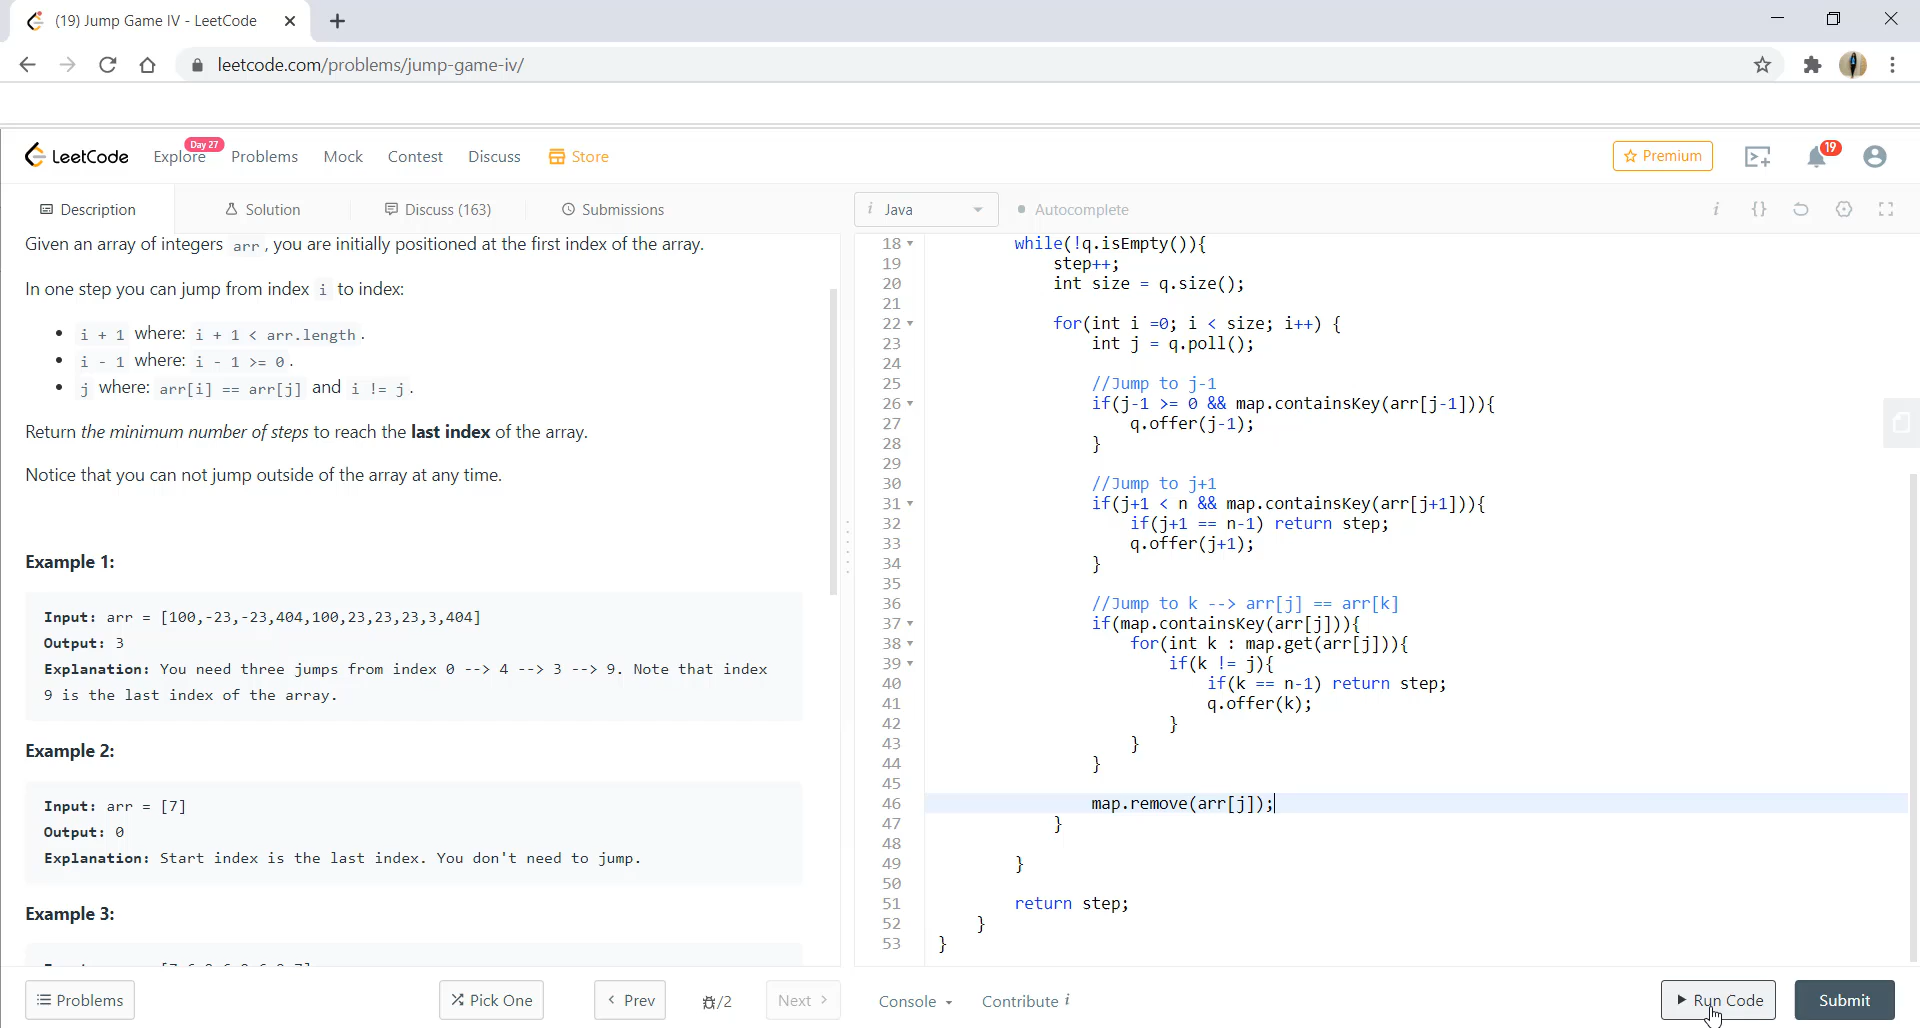 (19) Jump Game IV - LeetCode
leetcode.com/problems/jump-game-iv/
LeetCode Explore Day 27 Problems Mock Contest Discuss Store Premium 19
Description Solution Discuss (163) Submissions
Given an array of integers arr, you are initially positioned at the first index of the array.
In one step you can jump from index i to index:
• i + 1 where: i + 1 < arr.length.
• i - 1 where: i - 1 >= 0.
• j where: arr[i] == arr[j] and i != j.
Return the minimum number of steps to reach the last index of the array.
Notice that you can not jump outside of the array at any time.
Example 1:
Input: arr = [100,-23,-23,404,100,23,23,23,3,404]
Output: 3
Explanation: You need three jumps from index 0 --> 4 --> 3 --> 9. Note that index
9 is the last index of the array.
Example 2:
Input: arr = [7]
Output: 0
Explanation: Start index is the last index. You don't need to jump.
Example 3:
i Java Autocomplete i {}
18 while(!q.isEmpty()){
19 step++;
20 int size = q.size();
21
22 for(int i =0; i < size; i++) {
23 int j = q.poll();
24
25 //Jump to j-1
26 if(j-1 >= 0 && map.containsKey(arr[j-1])){
27 q.offer(j-1);
28 }
29
30 //Jump to j+1
31 if(j+1 < n && map.containsKey(arr[j+1])){
32 if(j+1 == n-1) return step;
33 q.offer(j+1);
34 }
35
36 //Jump to k --> arr[j] == arr[k]
37 if(map.containsKey(arr[j])){
38 for(int k : map.get(arr[j])){
39 if(k != j){
40 if(k == n-1) return step;
41 q.offer(k);
42 }
43 }
44 }
45
46 map.remove(arr[j]);
47 }
48
49 }
50
51 return step;
52 }
53 }
Problems Pick One Prev /2 Next Console Contribute i Run Code Submit